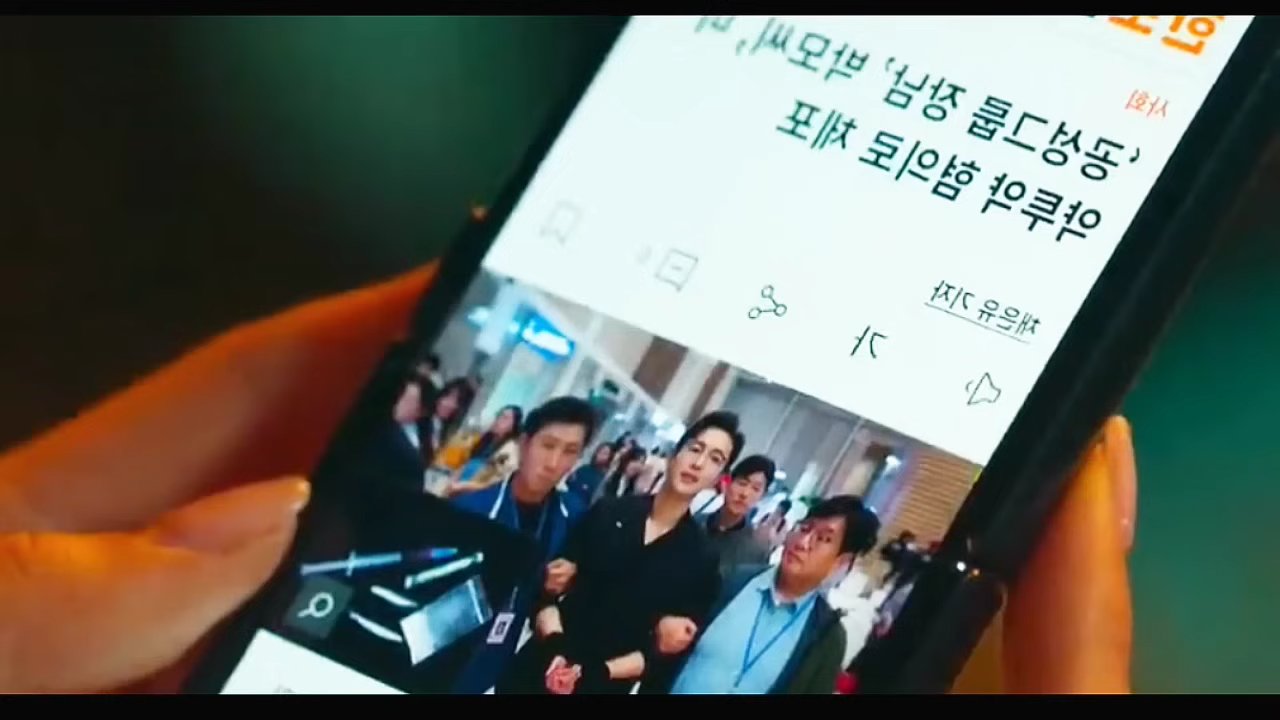 사회
‘공성그룹 장남’ 박모씨, 마
약투약 혐의로 체포
채은유 기자
가